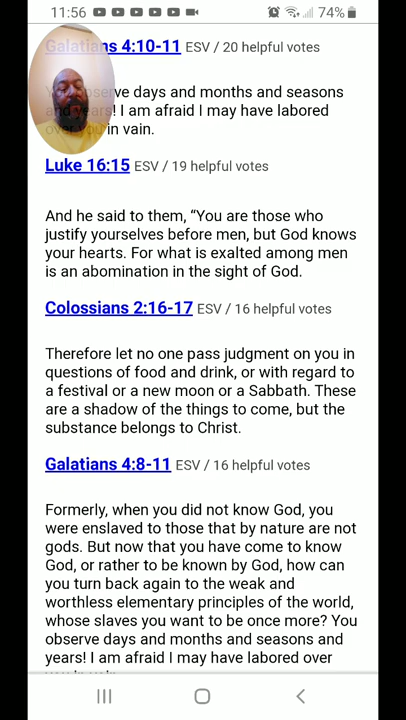 11:56
74%
Galatians 4:10-11 ESV / 20 helpful votes
observe days and months and seasons
and years! I am afraid I may have labored
over you in vain.
Luke 16:15 ESV / 19 helpful votes
And he said to them, “You are those who
justify yourselves before men, but God knows
your hearts. For what is exalted among men
is an abomination in the sight of God.
Colossians 2:16-17 ESV / 16 helpful votes
Therefore let no one pass judgment on you in
questions of food and drink, or with regard to
a festival or a new moon or a Sabbath. These
are a shadow of the things to come, but the
substance belongs to Christ.
Galatians 4:8-11 ESV / 16 helpful votes
Formerly, when you did not know God, you
were enslaved to those that by nature are not
gods. But now that you have come to know
God, or rather to be known by God, how can
you turn back again to the weak and
worthless elementary principles of the world,
whose slaves you want to be once more? You
observe days and months and seasons and
years! I am afraid I may have labored over